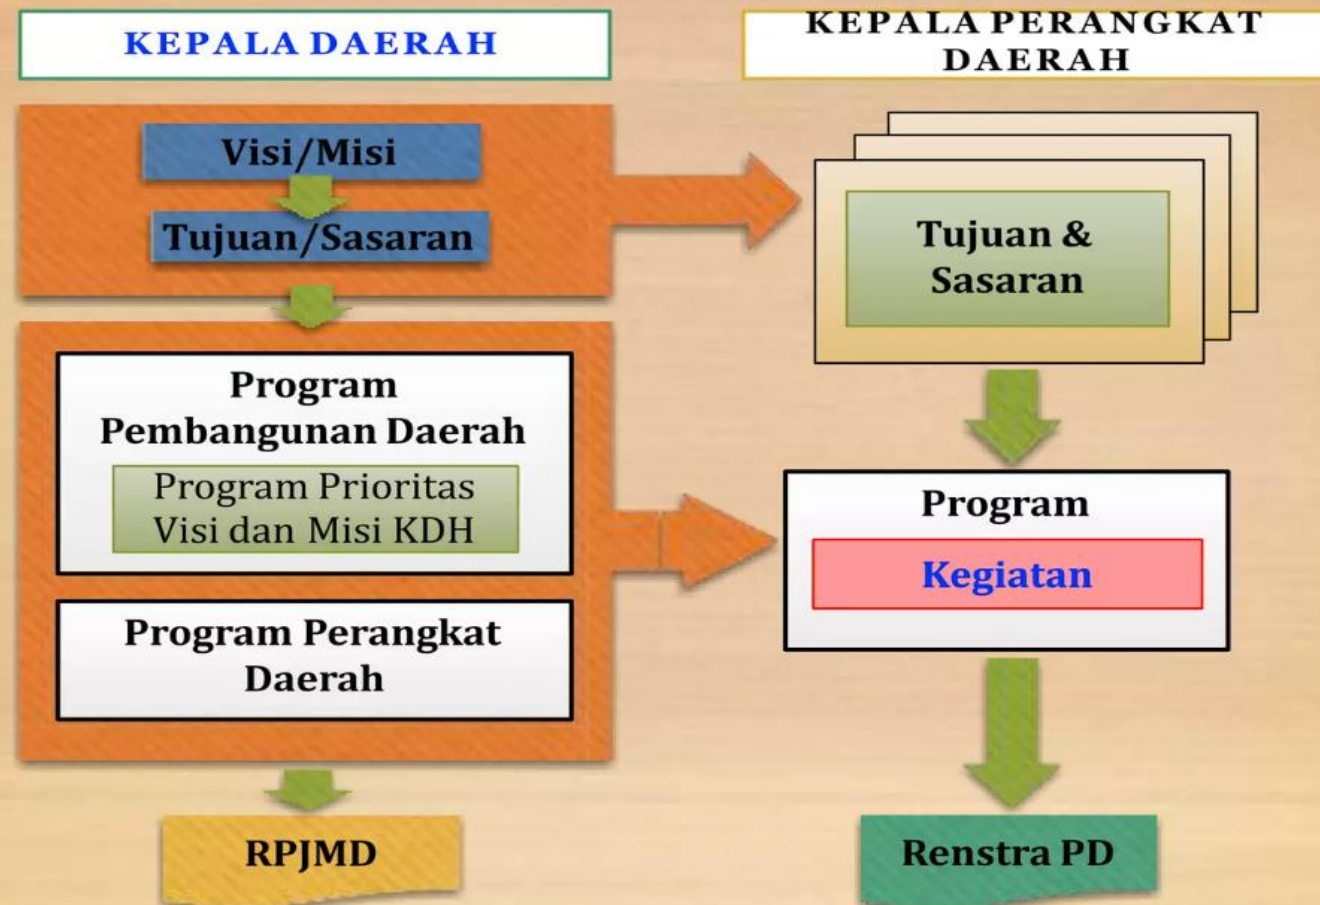 KEPALA DAERAH
KEPALA PERANGKAT
DAERAH
Visi/Misi
Tujuan/Sasaran
Tujuan &
Sasaran
Program
Pembangunan Daerah
Program Prioritas
Visi dan Misi KDH
Program Perangkat
Daerah
Program
Kegiatan
RPJMD
Renstra PD